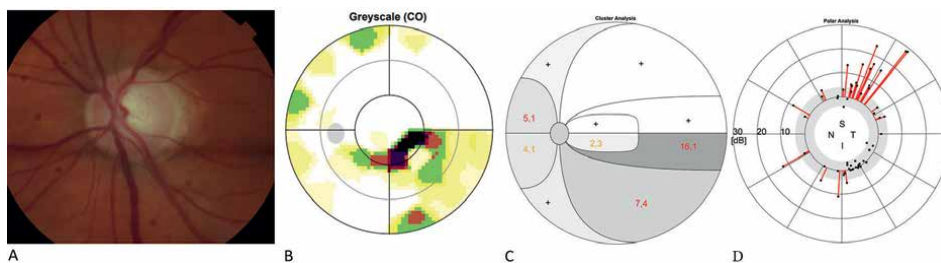 Greyscale (CO)
Cluster Analysis
Polar Analysis
+
+
5,1
+
+
4,1
2,3
16,1
+
7,4
30 20 10
[dB]
S
N T
I
A
B
C
D